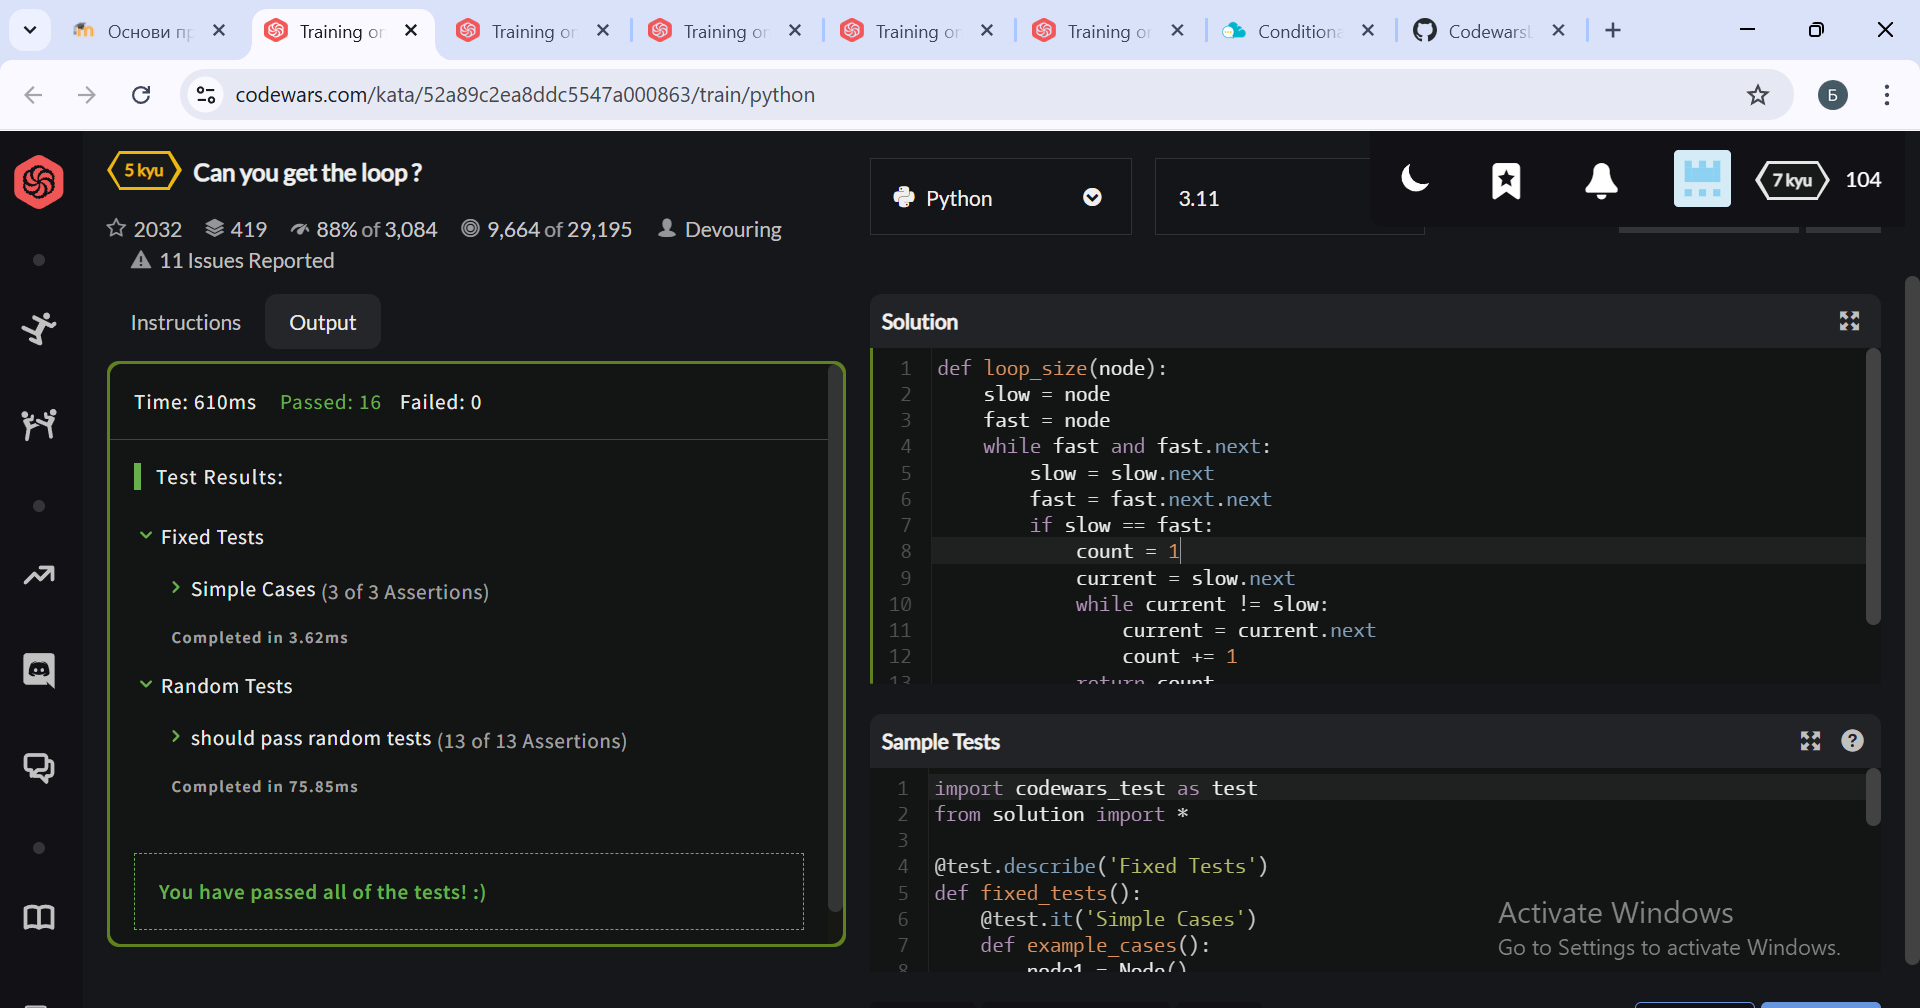 Основи пр
Training or
Training or
Training or
Training or
Training or
Conditiona
Codewars
codewars.com/kata/52a89c2ea8ddc5547a000863/train/python
Б
5 kyu
Can you get the loop ?
2032
419
88% of 3,084
9,664 of 29,195
Devouring
11 Issues Reported
Python
3.11
7 kyu
104
Instructions
Output
Time: 610ms Passed: 16 Failed: 0
Test Results:
Fixed Tests
Simple Cases (3 of 3 Assertions)
Completed in 3.62ms
Random Tests
should pass random tests (13 of 13 Assertions)
Completed in 75.85ms
You have passed all of the tests! :)
Solution
1 def loop_size(node):
2     slow = node
3     fast = node
4     while fast and fast.next:
5         slow = slow.next
6         fast = fast.next.next
7         if slow == fast:
8             count = 1
9             current = slow.next
10             while current != slow:
11                 current = current.next
12                 count += 1
13             return count
Sample Tests
1 import codewars_test as test
2 from solution import *
3
4 @test.describe('Fixed Tests')
5 def fixed_tests():
6     @test.it('Simple Cases')
7     def example_cases():
8         node1 = Node()
Activate Windows
Go to Settings to activate Windows.